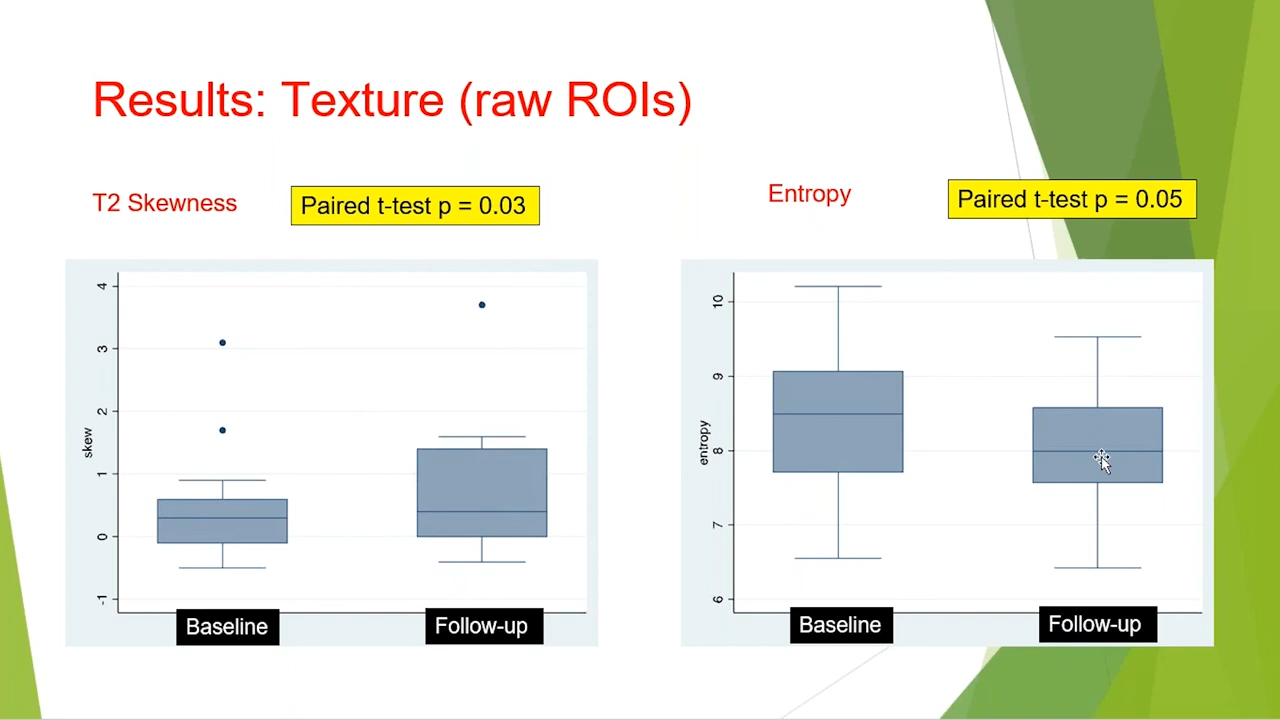 Results: Texture (raw ROIs)
T2 Skewness
Paired t-test p = 0.03
Entropy
Paired t-test p = 0.05
skew
4
3
2
1
0
-1
Baseline
Follow-up
entropy
10
9
8
7
6
Baseline
Follow-up